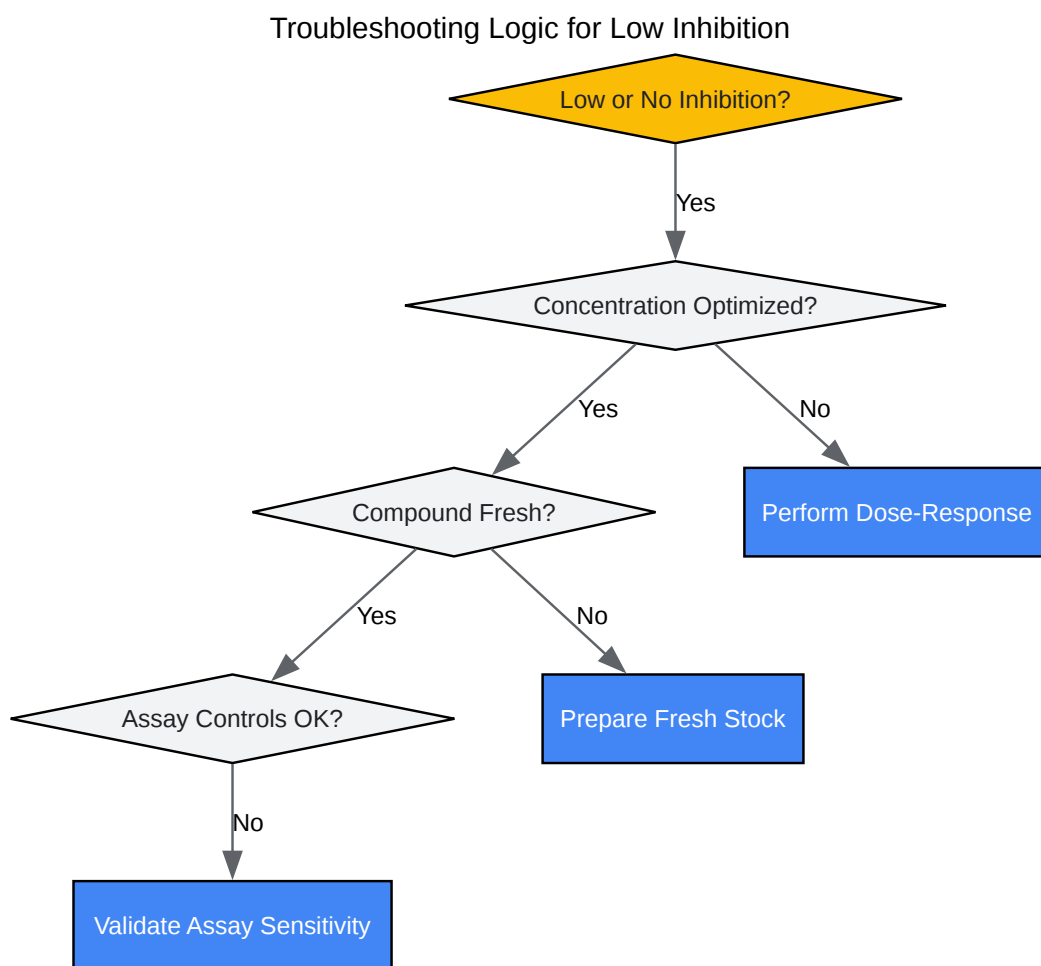 Troubleshooting Logic for Low Inhibition
Low or No Inhibition?
Yes
Concentration Optimized?
Yes
No
Compound Fresh?
Perform Dose-Response
Yes
No
Assay Controls OK?
Prepare Fresh Stock
No
Validate Assay Sensitivity